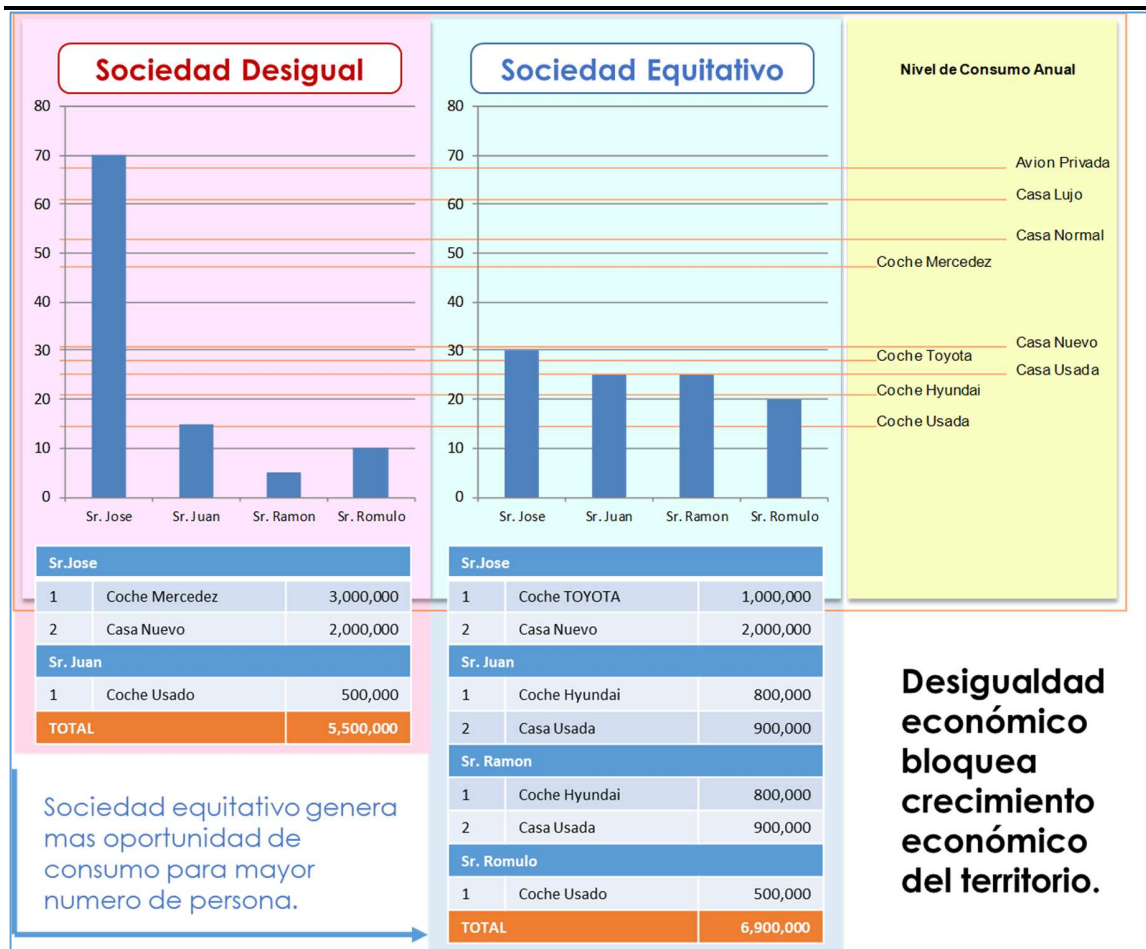 Sociedad Desigual
80
70
60
50
40
30
20
10
0
Sr. Jose Sr. Juan Sr. Ramon Sr. Romulo
Sociedad Equitativo
80
70
60
50
40
30
20
10
0
Sr. Jose Sr. Juan Sr. Ramon Sr. Romulo
Nivel de Consumo Anual
Avion Privada
Casa Lujo
Casa Normal
Coche Mercedez
Casa Nuevo
Coche Toyota
Casa Usada
Coche Hyundai
Coche Usada
Sr.Jose
1 Coche Mercedez 3,000,000
2 Casa Nuevo 2,000,000
Sr. Juan
1 Coche Usado 500,000
TOTAL 5,500,000
Sr.Jose
1 Coche TOYOTA 1,000,000
2 Casa Nuevo 2,000,000
Sr. Juan
1 Coche Hyundai 800,000
2 Casa Usada 900,000
Sr. Ramon
1 Coche Hyundai 800,000
2 Casa Usada 900,000
Sr. Romulo
1 Coche Usado 500,000
TOTAL 6,900,000
Sociedad equitativo genera
mas oportunidad de
consumo para mayor
numero de persona.
Desigualdad
económico
bloquea
crecimiento
económico
del territorio.